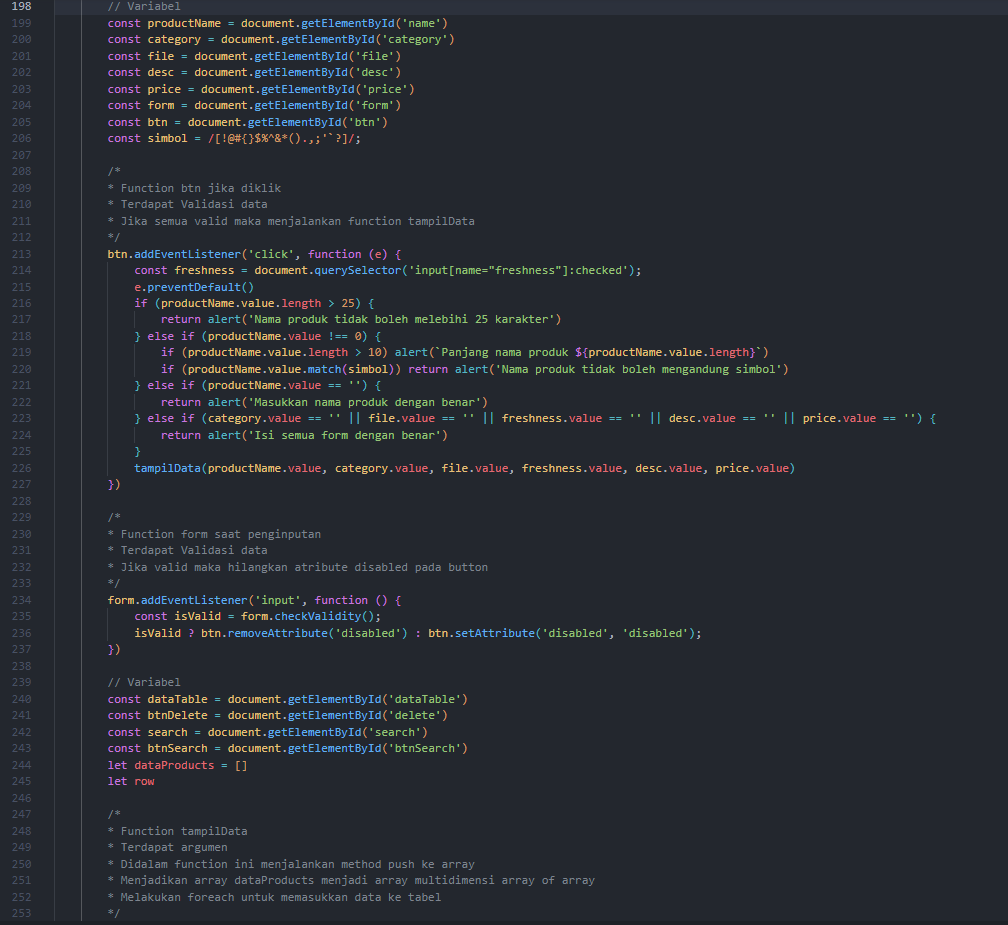 198 // Variabel
199 const productName = document.getElementById('name')
200 const category = document.getElementById('category')
201 const file = document.getElementById('file')
202 const desc = document.getElementById('desc')
203 const price = document.getElementById('price')
204 const form = document.getElementById('form')
205 const btn = document.getElementById('btn')
206 const simbol = /[!@#{}$%^&*().,;'`?]/;
207
208 /*
209 * Function btn jika diklik
210 * Terdapat Validasi data
211 * Jika semua valid maka menjalankan function tampilData
212 */
213 btn.addEventListener('click', function (e) {
214 const freshness = document.querySelector('input[name="freshness"]:checked');
215 e.preventDefault()
216 if (productName.value.length > 25) {
217 return alert('Nama produk tidak boleh melebihi 25 karakter')
218 } else if (productName.value !== 0) {
219 if (productName.value.length > 10) alert(`Panjang nama produk ${productName.value.length}`)
220 if (productName.value.match(simbol)) return alert('Nama produk tidak boleh mengandung simbol')
221 } else if (productName.value == '') {
222 return alert('Masukkan nama produk dengan benar')
223 } else if (category.value == '' || file.value == '' || freshness.value == '' || desc.value == '' || price.value == '') {
224 return alert('Isi semua form dengan benar')
225 }
226 tampilData(productName.value, category.value, file.value, freshness.value, desc.value, price.value)
227 })
228
229 /*
230 * Function form saat penginputan
231 * Terdapat Validasi data
232 * Jika valid maka hilangkan atribute disabled pada button
233 */
234 form.addEventListener('input', function () {
235 const isValid = form.checkValidity();
236 isValid ? btn.removeAttribute('disabled') : btn.setAttribute('disabled', 'disabled');
237 })
238
239 // Variabel
240 const dataTable = document.getElementById('dataTable')
241 const btnDelete = document.getElementById('delete')
242 const search = document.getElementById('search')
243 const btnSearch = document.getElementById('btnSearch')
244 let dataProducts = []
245 let row
246
247 /*
248 * Function tampilData
249 * Terdapat argumen
250 * Didalam function ini menjalankan method push ke array
251 * Menjadikan array dataProducts menjadi array multidimensi array of array
252 * Melakukan foreach untuk memasukkan data ke tabel
253 */